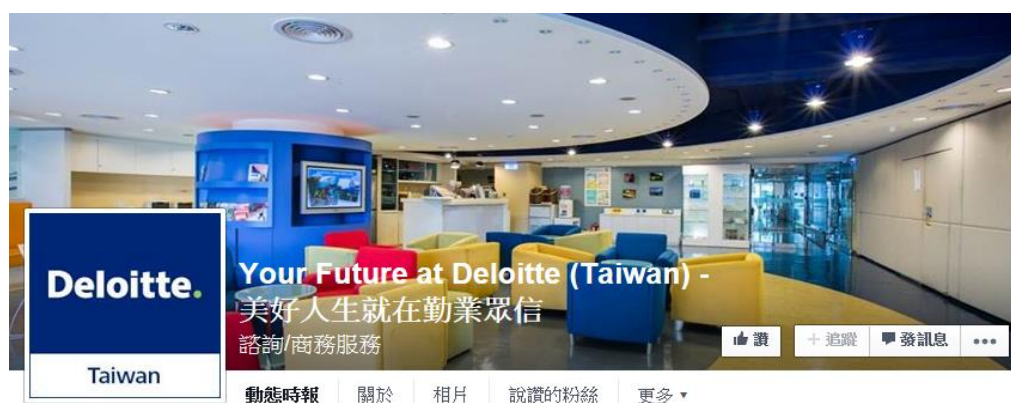 Deloitte.
Taiwan
Your Future at Deloitte (Taiwan) -
美好人生就在勤業眾信
諮詢/商務服務
讚
+ 追蹤
發訊息
動態時報
關於
相片
說讚的粉絲
更多